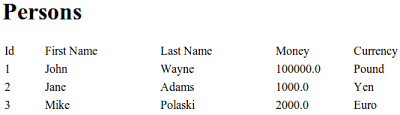 Persons
Id First Name Last Name Money Currency
1 John Wayne 100000.0 Pound
2 Jane Adams 1000.0 Yen
3 Mike Polaski 2000.0 Euro